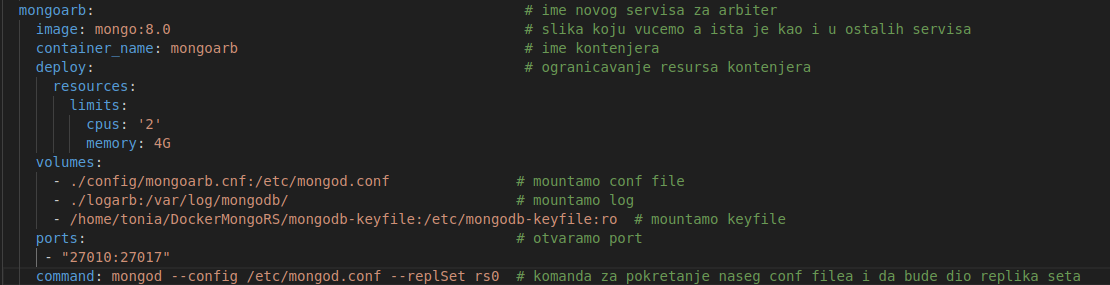 mongoarb: # ime novog servisa za arbiter
image: mongo:8.0 # slika koju vucemo a ista je kao i u ostalih servisa
container_name: mongoarb # ime kontenjera
deploy: # ogranicavanje resursa kontenjera
resources:
limits:
cpus: '2'
memory: 4G
volumes:
- ./config/mongoarb.cnf:/etc/mongod.conf # mountamo conf file
- ./logarb:/var/log/mongodb/ # mountamo log
- /home/tonia/DockerMongoRS/mongodb-keyfile:/etc/mongodb-keyfile:ro # mountamo keyfile
ports: # otvaramo port
- "27010:27017"
command: mongod --config /etc/mongod.conf --replSet rs0 # komanda za pokretanje naseg conf filea i da bude dio replika seta